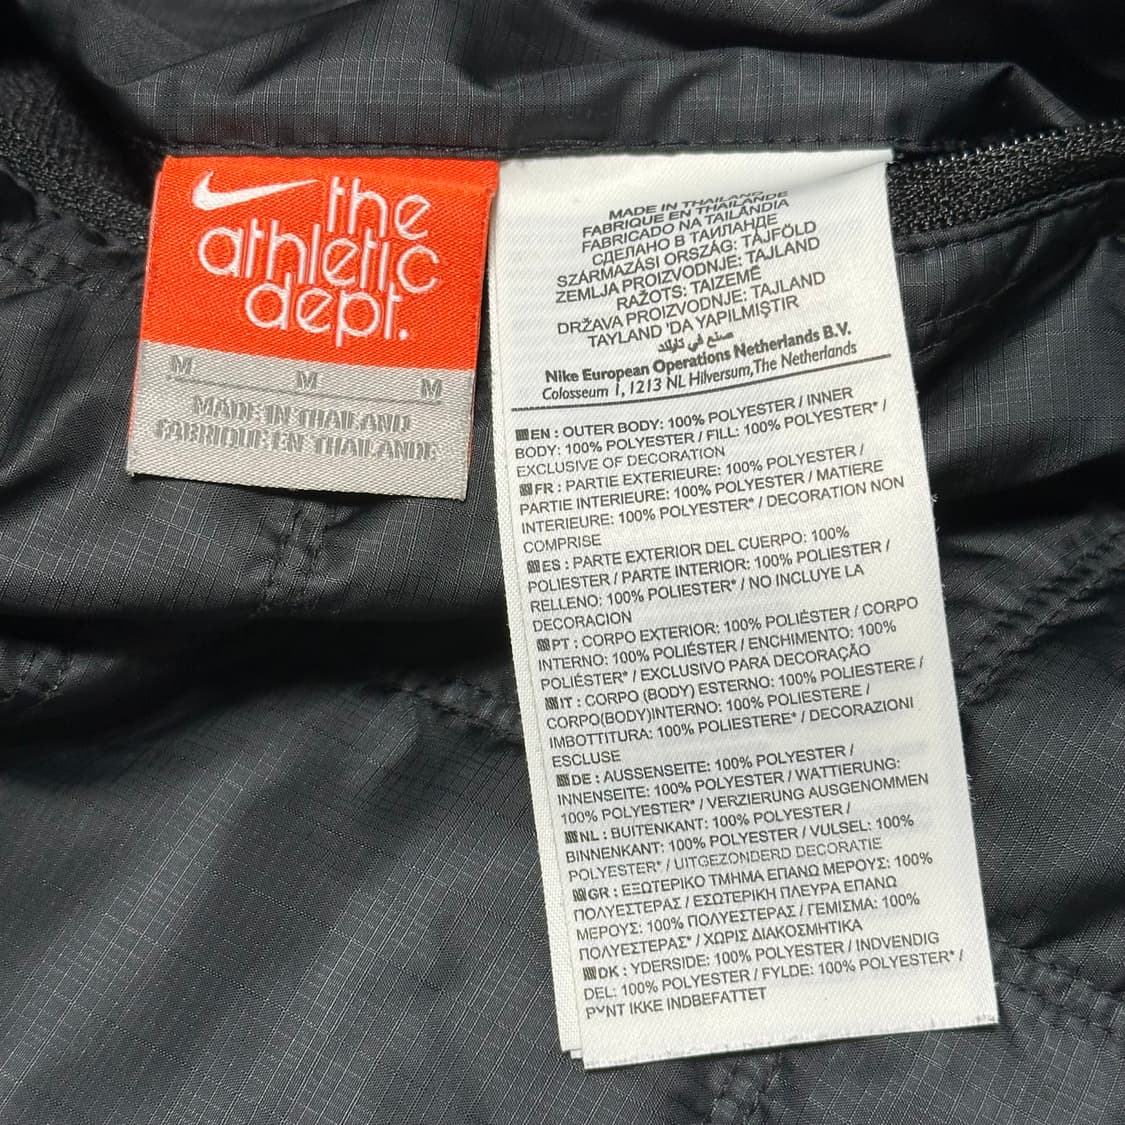 the
athletic
dept.
M M M
MADE IN THAILAND
FABRIQUE EN THAILANDE
MADE IN THAILAND
FABRIQUE EN THAILANDE
FABRICADO NA TAILÂNDIA
СДЕЛАНО В ТАИЛАНДЕ
SZÁRMAZÁSI ORSZÁG: TÁJFÖLD
ZEMLJA PROIZVODNJE: TAJLAND
RAŽOTS: TAIZEMĒ
DRŽAVA PROIZVODNJE: TAJLAND
TAYLAND 'DA YAPILMIŞTIR
صنع في تايلاند
Nike European Operations Netherlands B.V.
Colosseum 1, 1213 NL Hilversum, The Netherlands
EN : OUTER BODY: 100% POLYESTER / INNER
BODY: 100% POLYESTER / FILL: 100% POLYESTER* /
EXCLUSIVE OF DECORATION
FR : PARTIE EXTERIEURE: 100% POLYESTER /
PARTIE INTERIEURE: 100% POLYESTER / MATIERE
INTERIEURE: 100% POLYESTER* / DECORATION NON
COMPRISE
ES : PARTE EXTERIOR DEL CUERPO: 100%
POLIESTER / PARTE INTERIOR: 100% POLIESTER /
RELLENO: 100% POLIESTER* / NO INCLUYE LA
DECORACION
PT : CORPO EXTERIOR: 100% POLIÉSTER / CORPO
INTERNO: 100% POLIÉSTER / ENCHIMENTO: 100%
POLIÉSTER* / EXCLUSIVO PARA DECORAÇÃO
IT : CORPO (BODY) ESTERNO: 100% POLIESTERE /
CORPO(BODY)INTERNO: 100% POLIESTERE /
IMBOTTITURA: 100% POLIESTERE* / DECORAZIONI
ESCLUSE
DE : AUSSENSEITE: 100% POLYESTER /
INNENSEITE: 100% POLYESTER / WATTIERUNG:
100% POLYESTER* / VERZIERUNG AUSGENOMMEN
NL : BUITENKANT: 100% POLYESTER /
BINNENKANT: 100% POLYESTER / VULSEL: 100%
POLYESTER* / UITGEZONDERD DECORATIE
GR : ΕΞΩΤΕΡΙΚΟ ΤΜΗΜΑ ΕΠΑΝΩ ΜΕΡΟΥΣ: 100%
ΠΟΛΥΕΣΤΕΡΑΣ / ΕΣΩΤΕΡΙΚΗ ΠΛΕΥΡΑ ΕΠΑΝΩ
ΜΕΡΟΥΣ: 100% ΠΟΛΥΕΣΤΕΡΑΣ / ΓΕΜΙΣΜΑ: 100%
ΠΟΛΥΕΣΤΕΡΑΣ* / ΧΩΡΙΣ ΔΙΑΚΟΣΜΗΤΙΚΑ
DK : YDERSIDE: 100% POLYESTER / INDVENDIG
DEL: 100% POLYESTER / FYLDE: 100% POLYESTER* /
PYNT IKKE INDBEFATTET